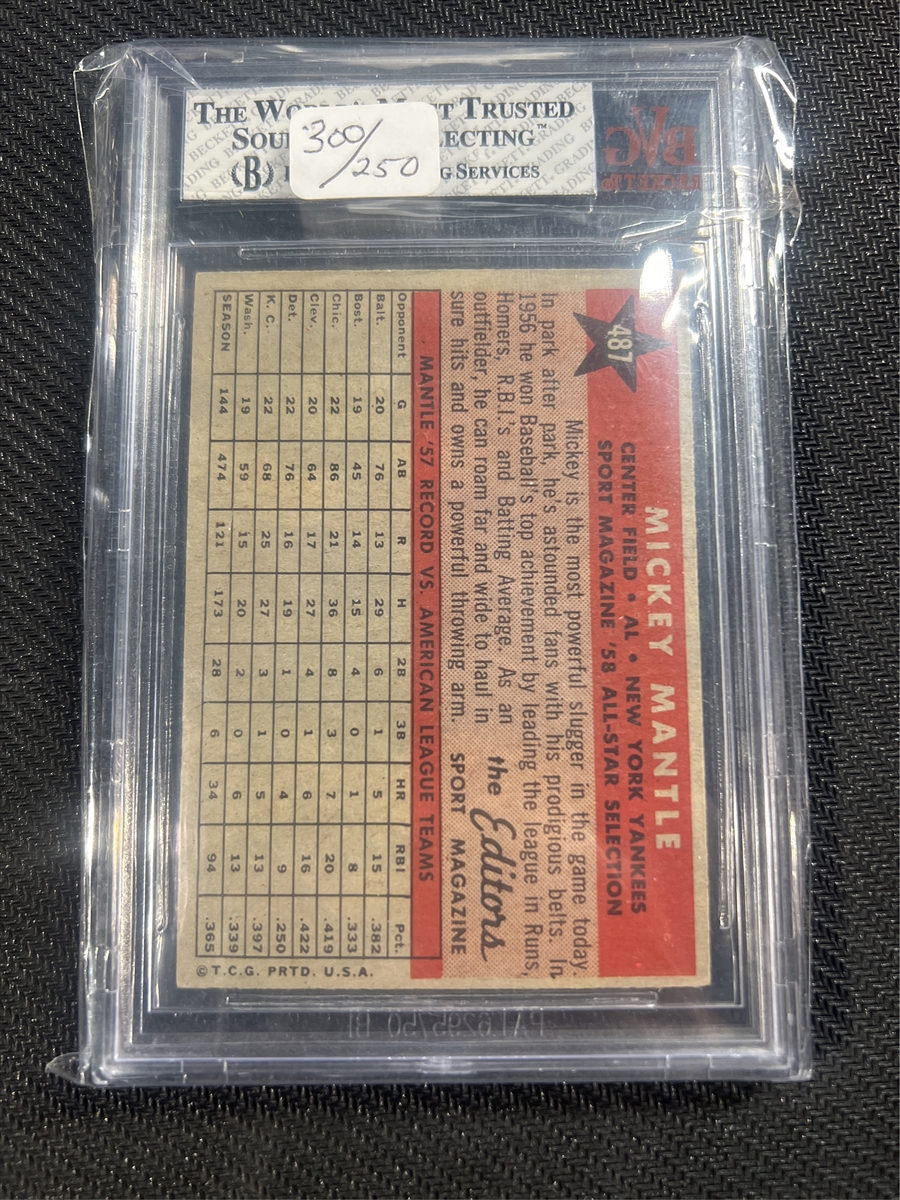 THE WORLD'S MOST TRUSTED
SOUR LECTING™
(B) G SERVICES
300/
250
BVG
BECKETT
487
MICKEY MANTLE
CENTER FIELD • AL • NEW YORK YANKEES
SPORT MAGAZINE '58 ALL-STAR SELECTION
Mickey is the most powerful slugger in the game today.
In park after park, he's astounded fans with his prodigious belts. In
1956 he won Baseball's top achievement by leading the league in Runs,
Homers, R.B.I.'s and Batting Average. As an
outfielder, he can roam far and wide to haul in
sure hits and owns a powerful throwing arm.
the Editors
SPORT MAGAZINE
MANTLE '57 RECORD VS. AMERICAN LEAGUE TEAMS
Opponent G AB R H 2B 3B HR RBI Pct.
Balt. 20 76 13 29 6 1 5 15 .382
Bost. 19 45 14 15 4 0 1 8 .333
Chic. 22 86 21 36 8 3 7 20 .419
Clev. 20 64 17 27 4 1 6 16 .422
Det. 22 76 16 19 1 0 4 9 .250
K. C. 22 68 25 27 3 1 5 13 .397
Wash. 19 59 15 20 2 0 6 13 .339
SEASON 144 474 121 173 28 6 34 94 .365
© T.C.G. PRTD. U.S.A.